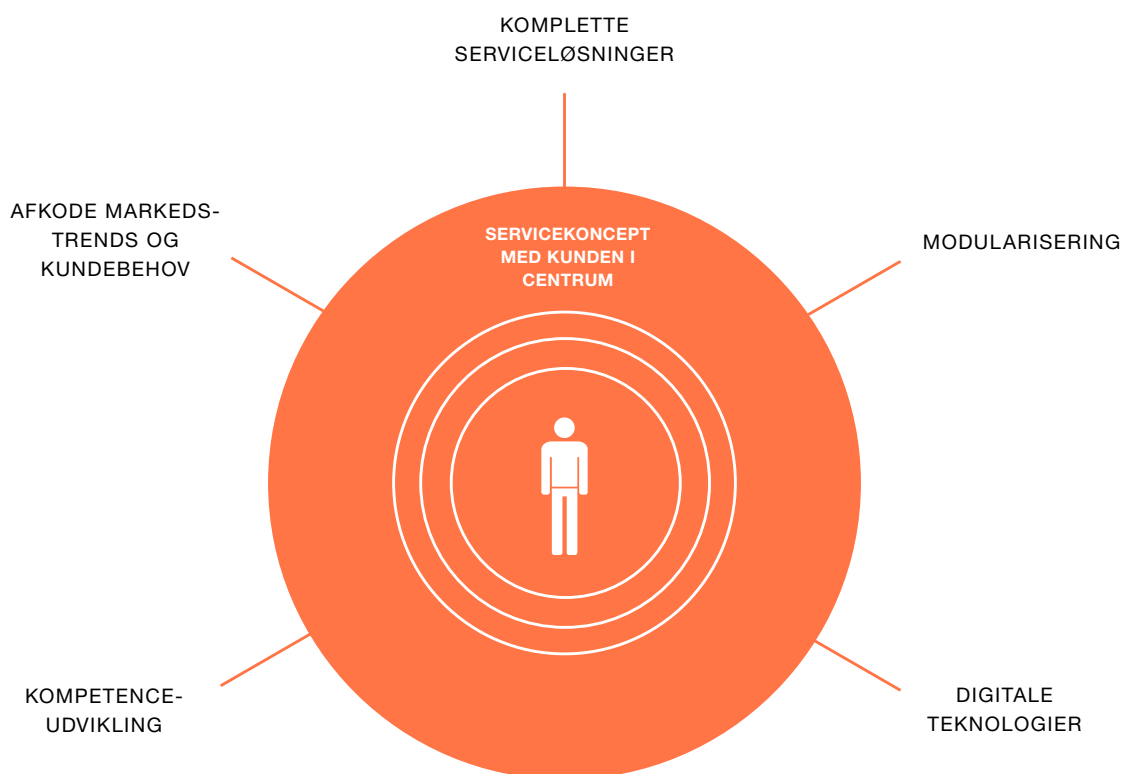 KOMPLETTE
SERVICELØSNINGER
AFKODE MARKEDS-
TRENDS OG
KUNDEBEHOV
SERVICEKONCEPT
MED KUNDEN I
CENTRUM
MODULARISERING
KOMPETENCE-
UDVIKLING
DIGITALE
TEKNOLOGIER